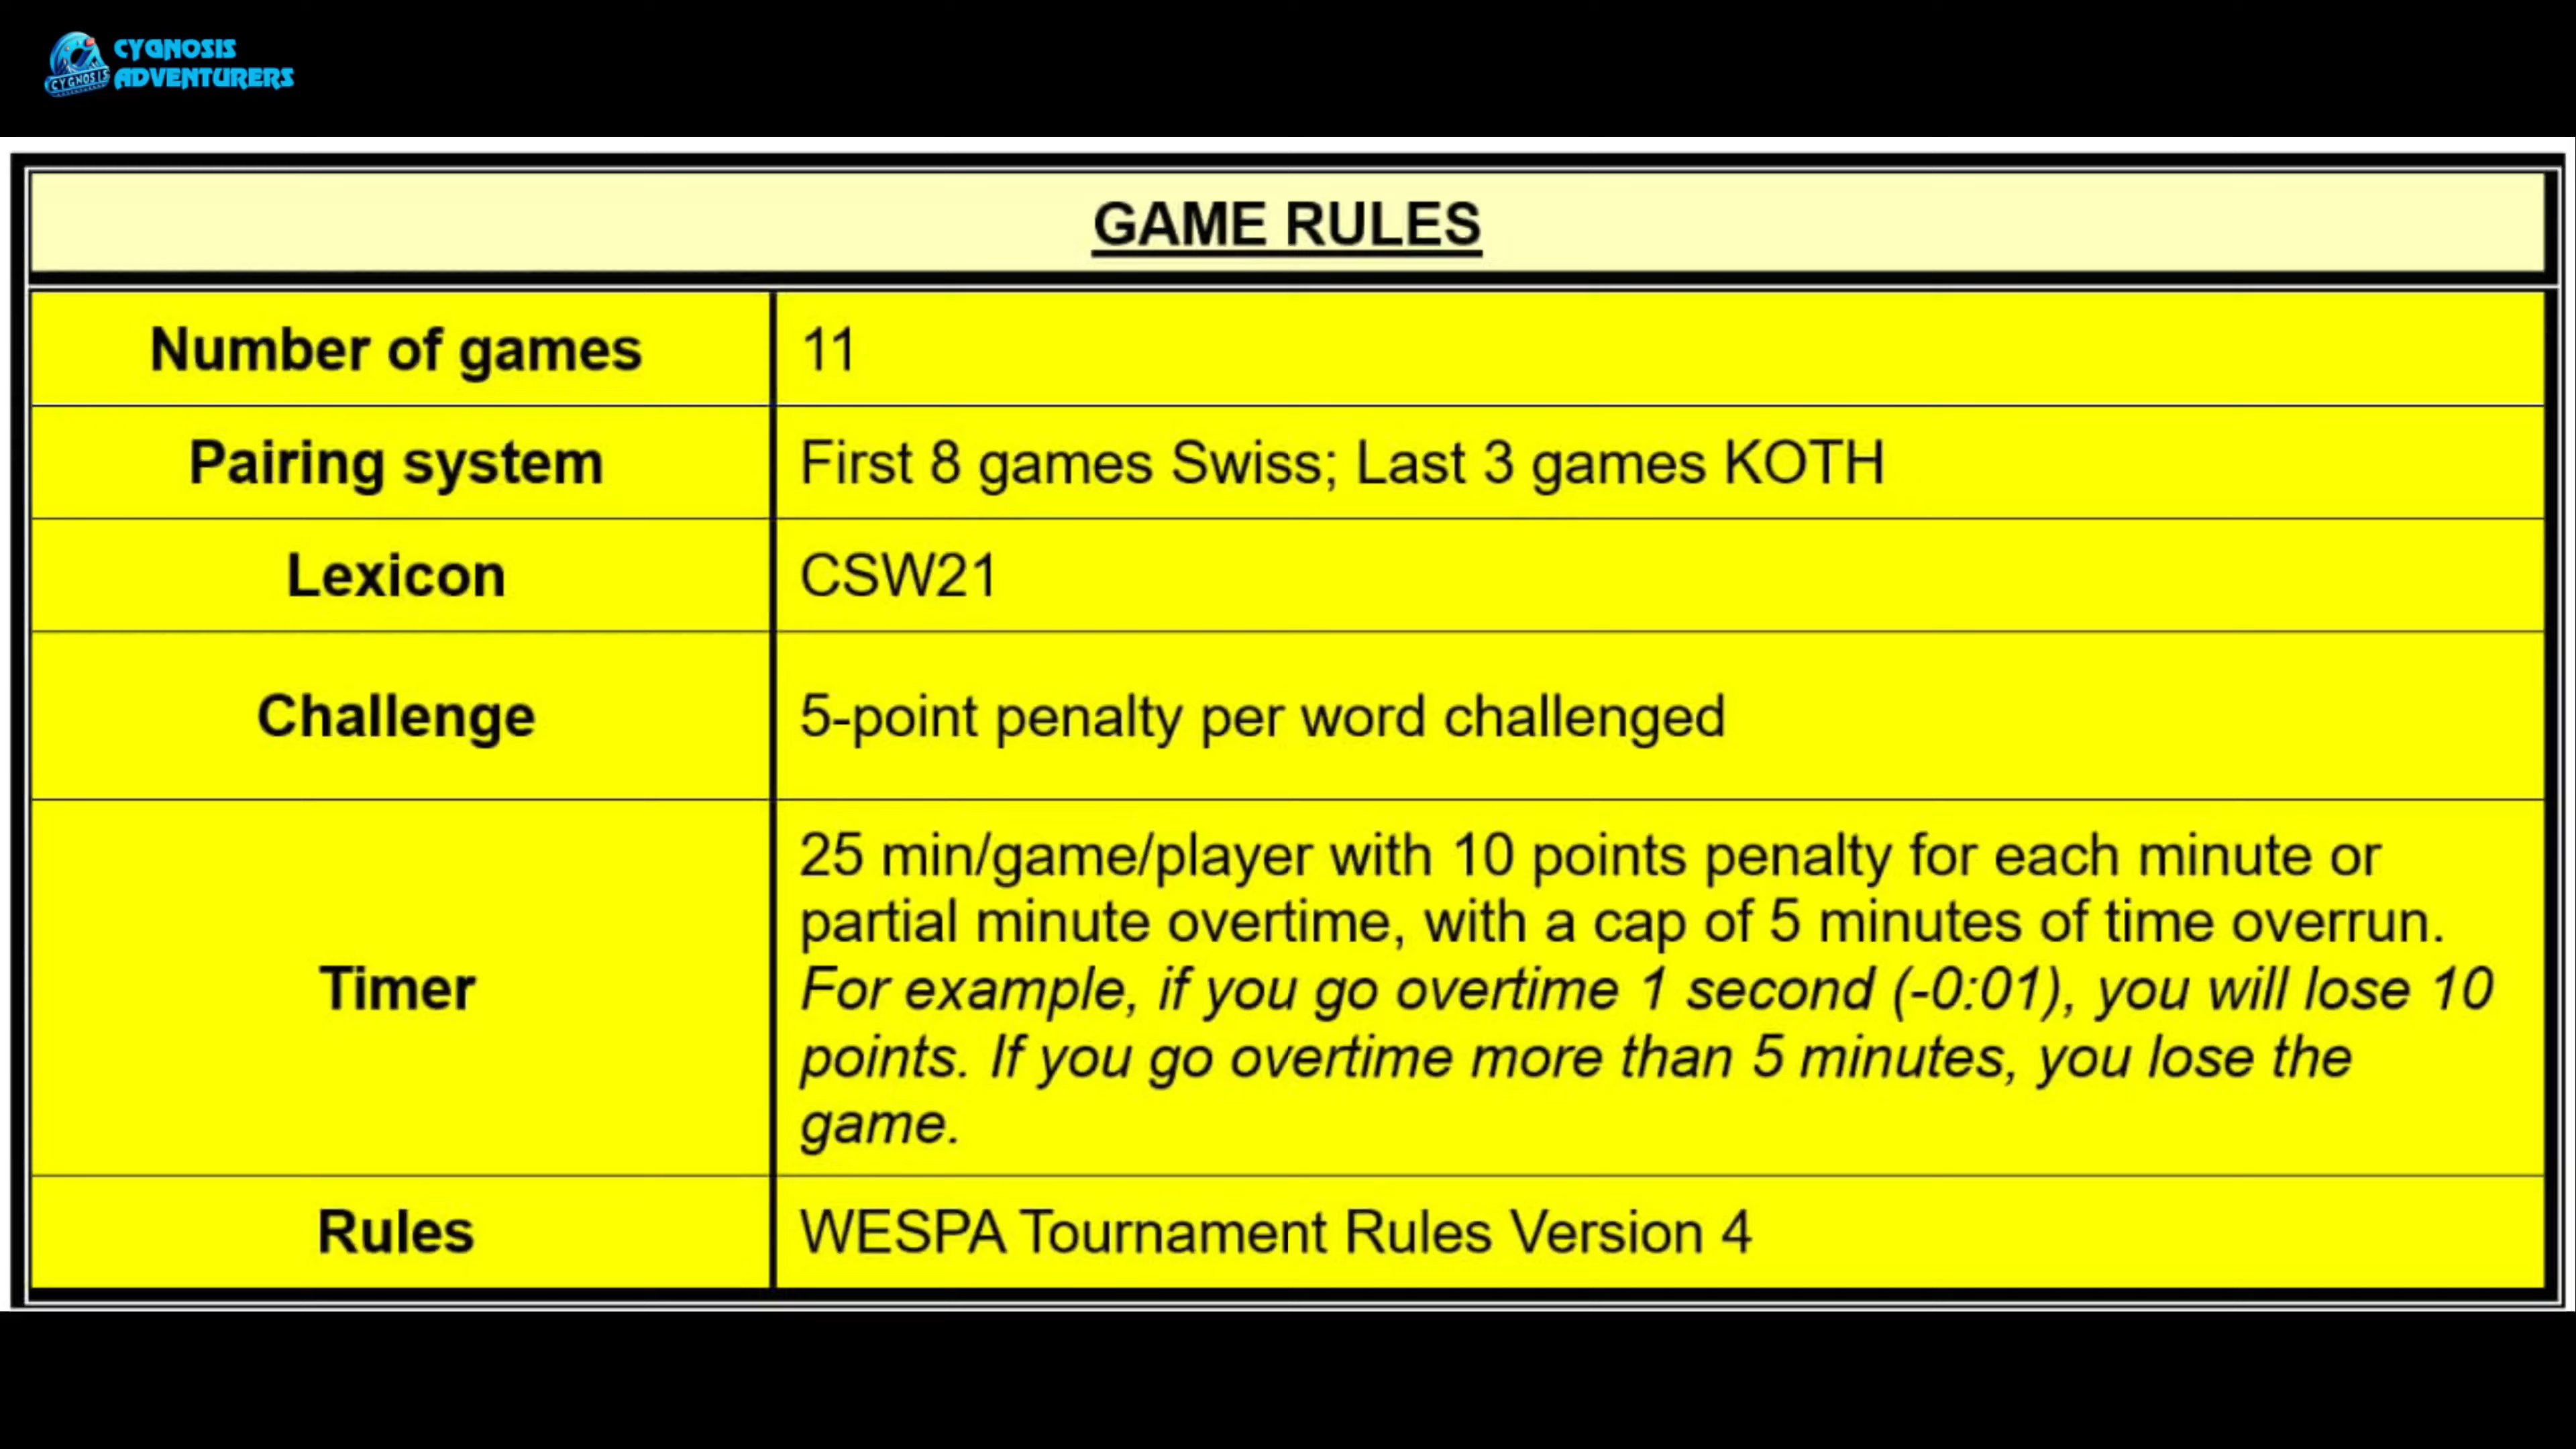 CYGNOSIS
ADVENTURERS
CYGNOSIS
GAME RULES
Number of games
11
Pairing system
First 8 games Swiss; Last 3 games KOTH
Lexicon
CSW21
Challenge
5-point penalty per word challenged
Timer
25 min/game/player with 10 points penalty for each minute or
partial minute overtime, with a cap of 5 minutes of time overrun.
For example, if you go overtime 1 second (-0:01), you will lose 10
points. If you go overtime more than 5 minutes, you lose the
game.
Rules
WESPA Tournament Rules Version 4